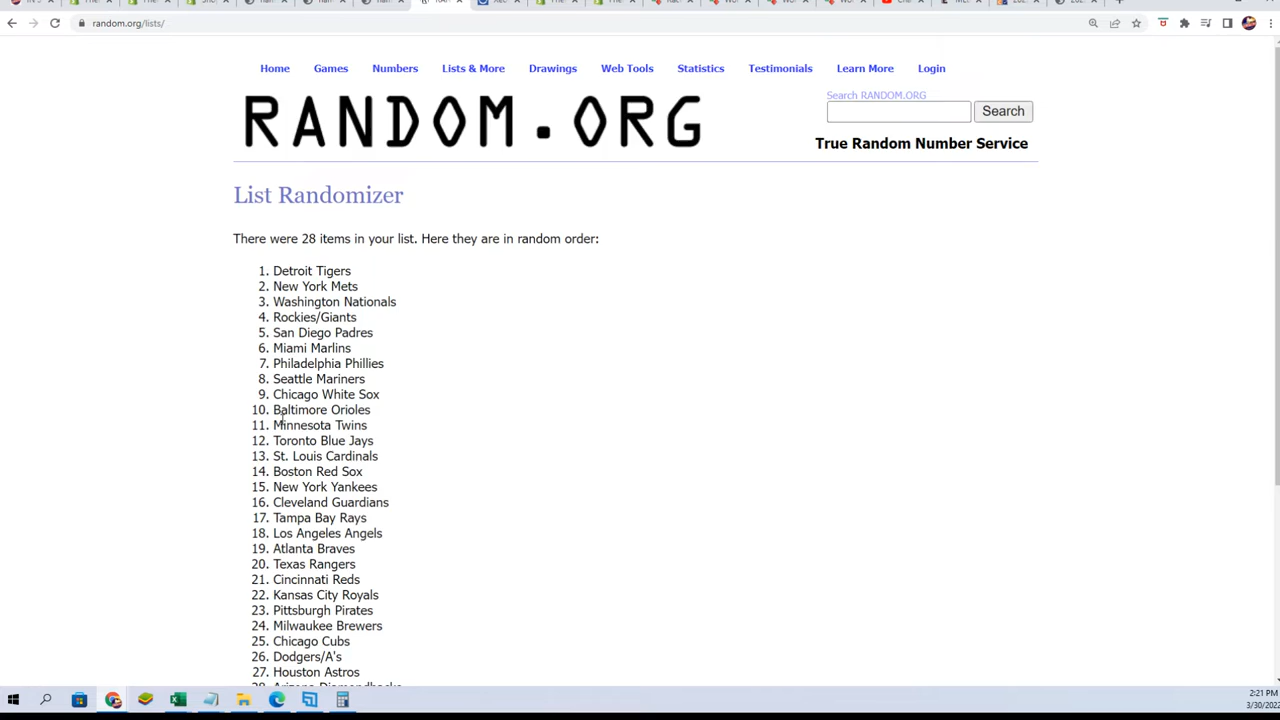 random.org/lists/
Home Games Numbers Lists & More Drawings Web Tools Statistics Testimonials Learn More Login
RANDOM.ORG
Search RANDOM.ORG
Search
True Random Number Service
List Randomizer
There were 28 items in your list. Here they are in random order:
1. Detroit Tigers
2. New York Mets
3. Washington Nationals
4. Rockies/Giants
5. San Diego Padres
6. Miami Marlins
7. Philadelphia Phillies
8. Seattle Mariners
9. Chicago White Sox
10. Baltimore Orioles
11. Minnesota Twins
12. Toronto Blue Jays
13. St. Louis Cardinals
14. Boston Red Sox
15. New York Yankees
16. Cleveland Guardians
17. Tampa Bay Rays
18. Los Angeles Angels
19. Atlanta Braves
20. Texas Rangers
21. Cincinnati Reds
22. Kansas City Royals
23. Pittsburgh Pirates
24. Milwaukee Brewers
25. Chicago Cubs
26. Dodgers/A's
27. Houston Astros
28. Arizona Diamondbacks
2:21 PM